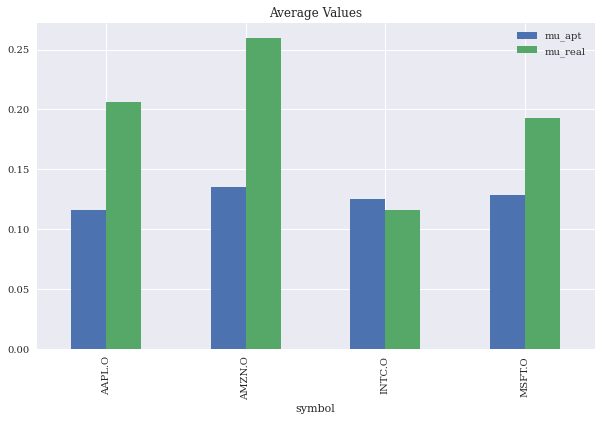 Average Values
mu_apt
mu_real
0.25
0.20
0.15
0.10
0.05
0.00
AAPL.O
AMZN.O
INTC.O
MSFT.O
symbol